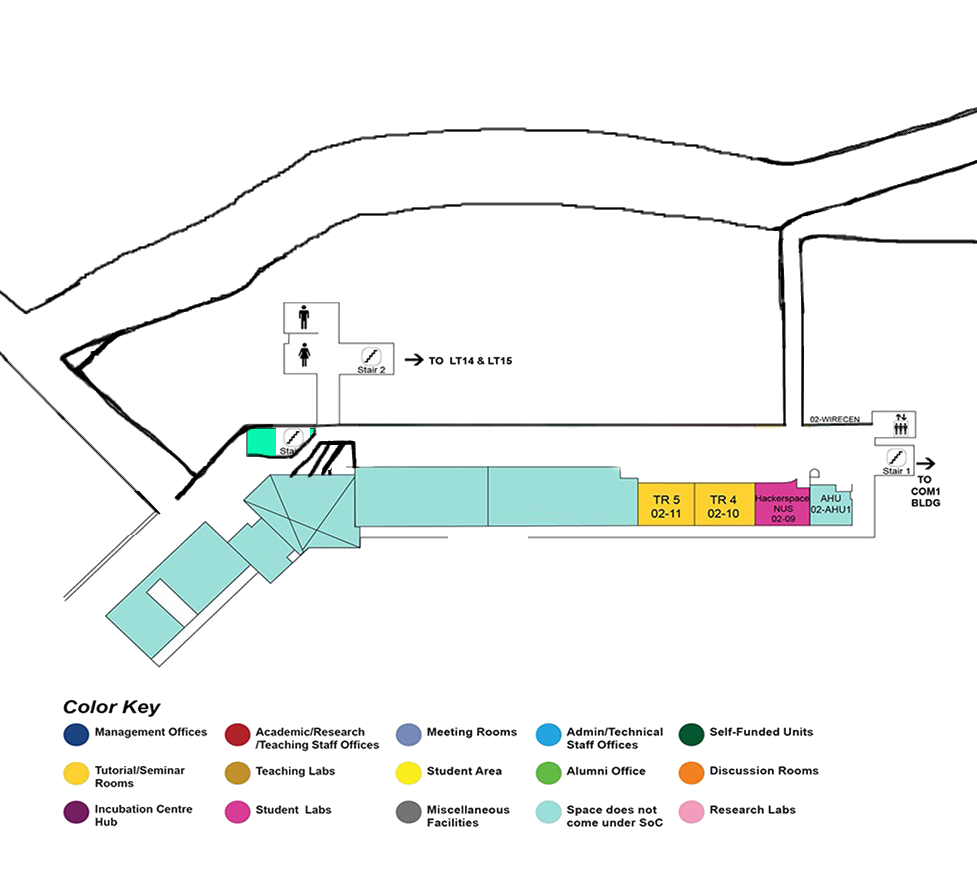 TO LT14 & LT15
Stair 2
02-WIRECEN
Stai
Stair 1
TO
COM1
BLDG
TR 5
02-11
TR 4
02-10
Hackerspace
NUS
02-09
AHU
02-AHU1
Color Key
Management Offices
Academic/Research
/Teaching Staff Offices
Meeting Rooms
Admin/Technical
Staff Offices
Self-Funded Units
Tutorial/Seminar
Rooms
Teaching Labs
Student Area
Alumni Office
Discussion Rooms
Incubation Centre
Hub
Student Labs
Miscellaneous
Facilities
Space does not
come under SoC
Research Labs